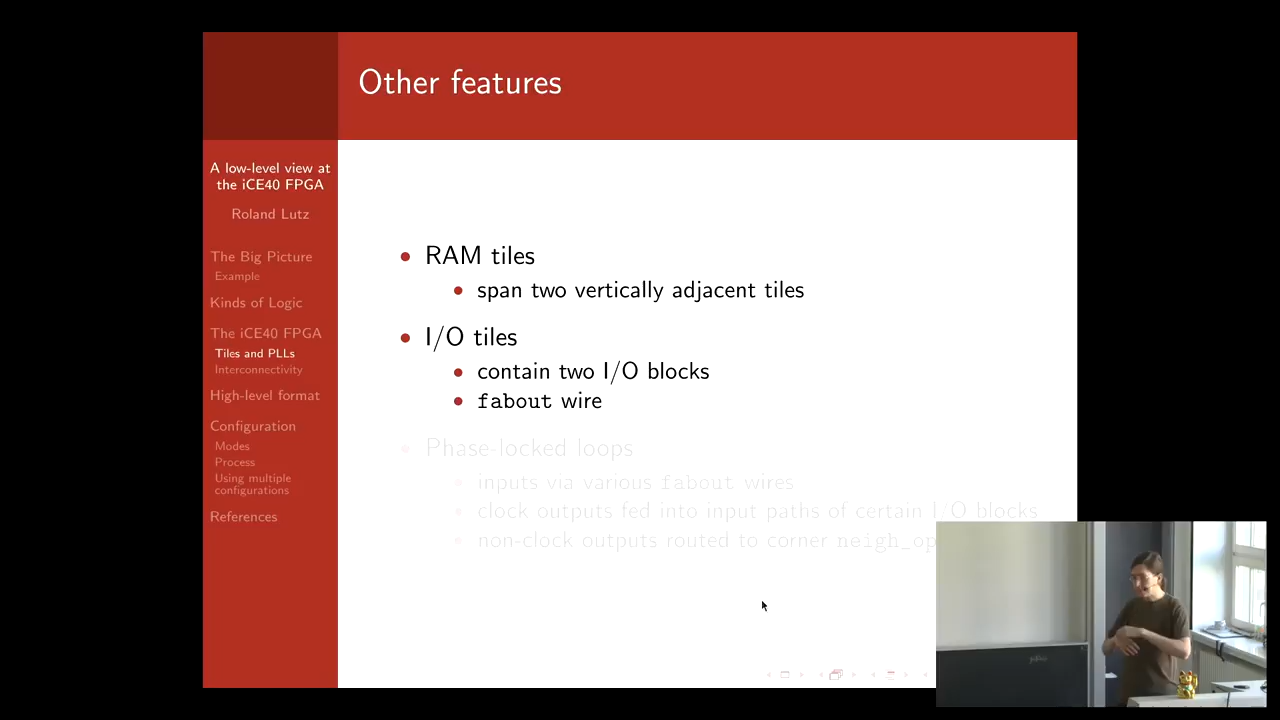 Other features
A low-level view at
the iCE40 FPGA
Roland Lutz
The Big Picture
Example
Kinds of Logic
The iCE40 FPGA
Tiles and PLLs
Interconnectivity
High-level format
Configuration
Modes
Process
Using multiple
configurations
References
• RAM tiles
• span two vertically adjacent tiles
• I/O tiles
• contain two I/O blocks
• fabout wire
• Phase-locked loops
• inputs via various fabout wires
• clock outputs fed into input paths of certain I/O blocks
• non-clock outputs routed to corner neigh_op